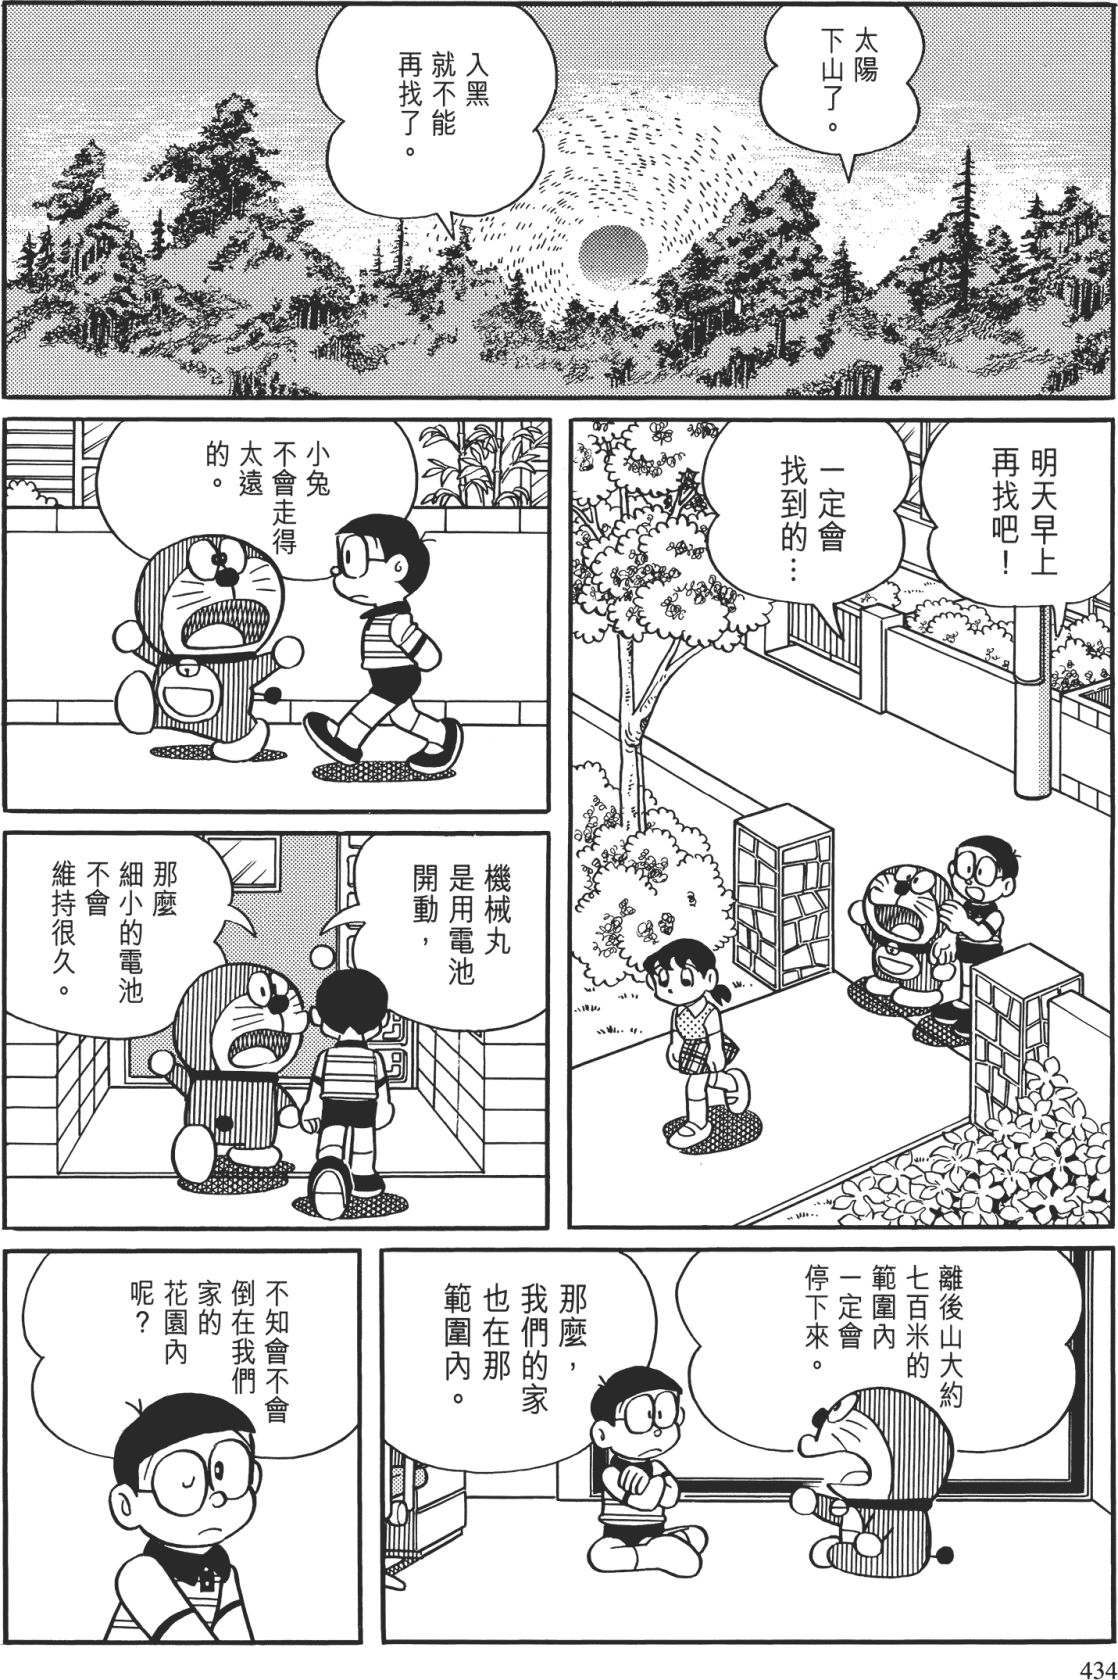 太陽
下山了。
入黑
就不能
再找了。
明天早上
再找吧！
一定會
找到的…
小兔
不會走得
太遠
的。
機械丸
是用電池
開動，
那麼
細小的電池
不會
維持很久。
離後山大約
七百米的
範圍內
一定會
停下來。
那麼，
我們的家
也在那
範圍內。
不知會不會
倒在我們
家的
花園內
呢？
434